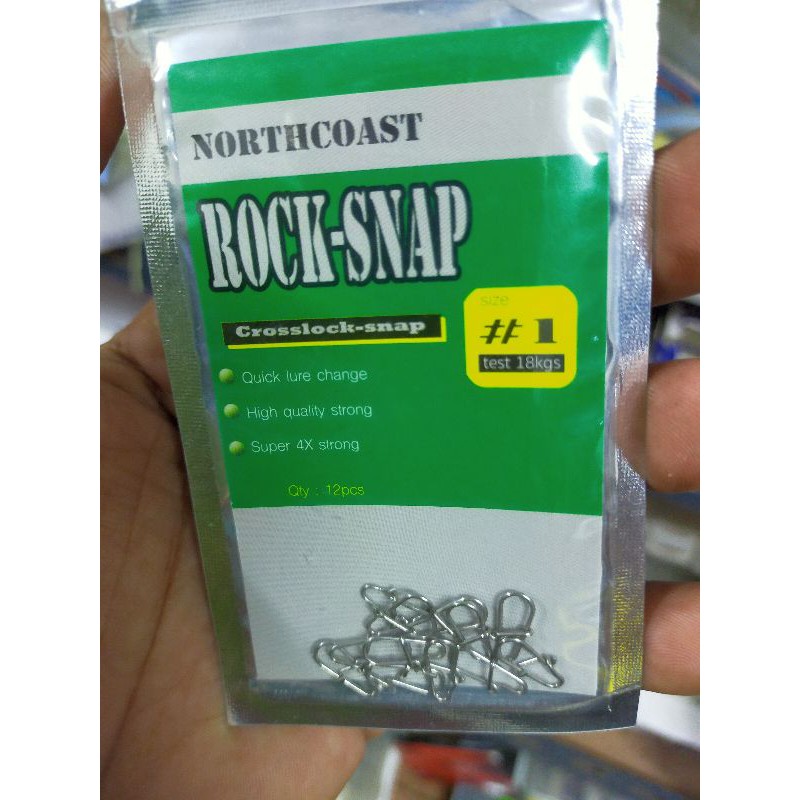 NORTHCOAST
ROCK-SNAP
Crosslock-snap
size
# 1
test 18kgs
Quick lure change
High quality strong
Super 4X strong
Qty : 12pcs